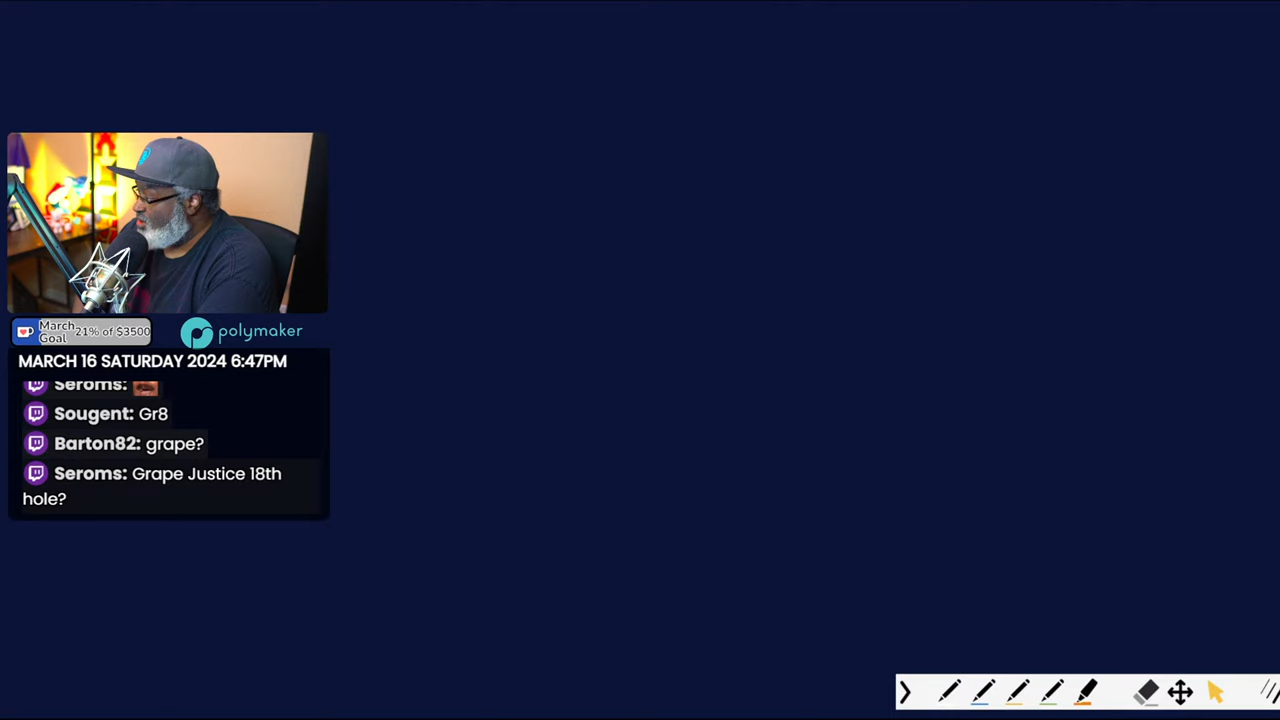 March
Goal
21% of $3500
polymaker
MARCH 16 SATURDAY 2024 6:47PM
Seroms:
Sougent: Gr8
Barton82: grape?
Seroms: Grape Justice 18th
hole?